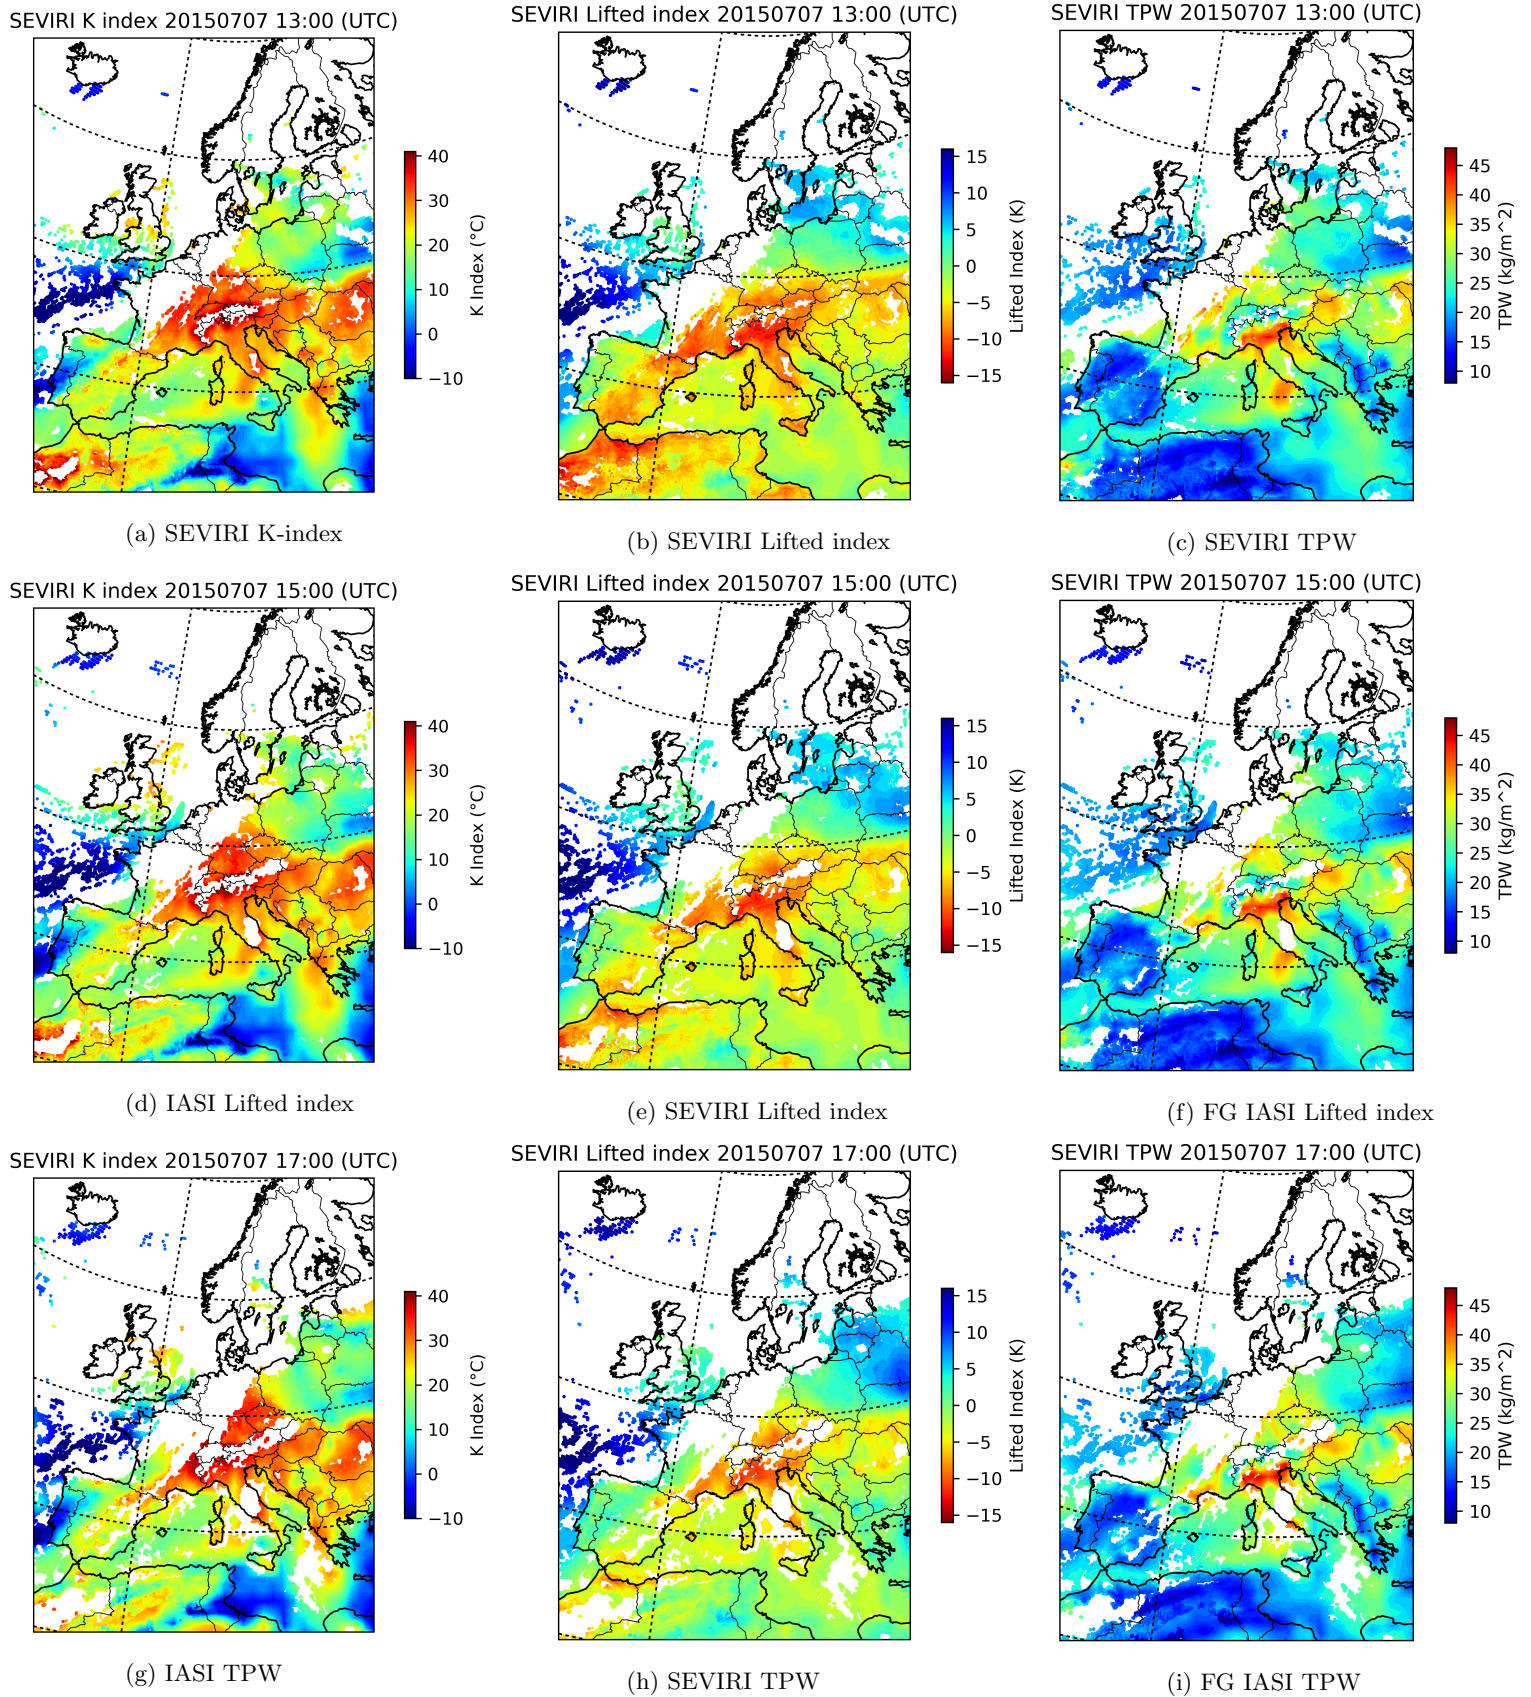 SEVIRI K index 20150707 13:00 (UTC)
40
30
20
10
0
−10
K Index (°C)
(a) SEVIRI K-index
SEVIRI Lifted index 20150707 13:00 (UTC)
15
10
5
0
−5
−10
−15
Lifted Index (K)
(b) SEVIRI Lifted index
SEVIRI TPW 20150707 13:00 (UTC)
45
40
35
30
25
20
15
10
TPW (kg/m^2)
(c) SEVIRI TPW
SEVIRI K index 20150707 15:00 (UTC)
40
30
20
10
0
−10
K Index (°C)
(d) IASI Lifted index
SEVIRI Lifted index 20150707 15:00 (UTC)
15
10
5
0
−5
−10
−15
Lifted Index (K)
(e) SEVIRI Lifted index
SEVIRI TPW 20150707 15:00 (UTC)
45
40
35
30
25
20
15
10
TPW (kg/m^2)
(f) FG IASI Lifted index
SEVIRI K index 20150707 17:00 (UTC)
40
30
20
10
0
−10
K Index (°C)
(g) IASI TPW
SEVIRI Lifted index 20150707 17:00 (UTC)
15
10
5
0
−5
−10
−15
Lifted Index (K)
(h) SEVIRI TPW
SEVIRI TPW 20150707 17:00 (UTC)
45
40
35
30
25
20
15
10
TPW (kg/m^2)
(i) FG IASI TPW